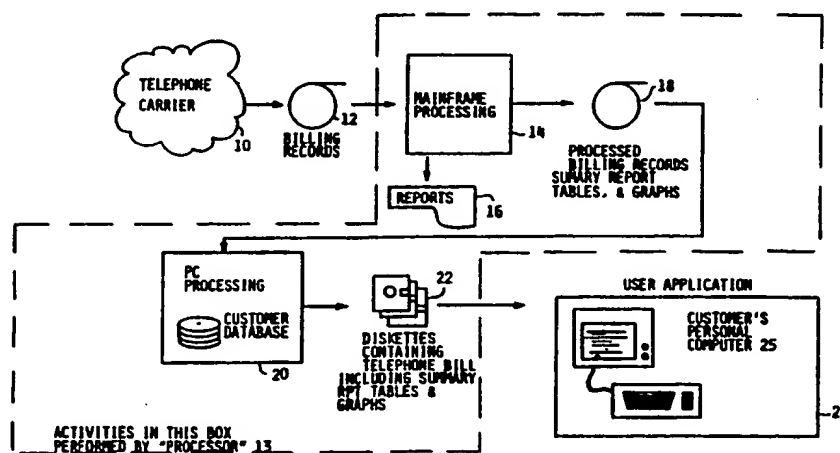 TELEPHONE
CARRIER
10
12
BILLING
RECORDS
MAINFRAME
PROCESSING
14
REPORTS
16
18
PROCESSED
BILLING RECORDS
SUMARY REPORT
TABLES, & GRAPHS
PC
PROCESSING
CUSTOMER
DATABASE
20
22
DISKETTES
CONTAINING
TELEPHONE BILL
INCLUDING SUMMARY
RPT TABLES &
GRAPHS
USER APPLICATION
CUSTOMER'S
PERSONAL
COMPUTER 25
ACTIVITIES IN THIS BOX
PERFORMED BY "PROCESSOR" 13